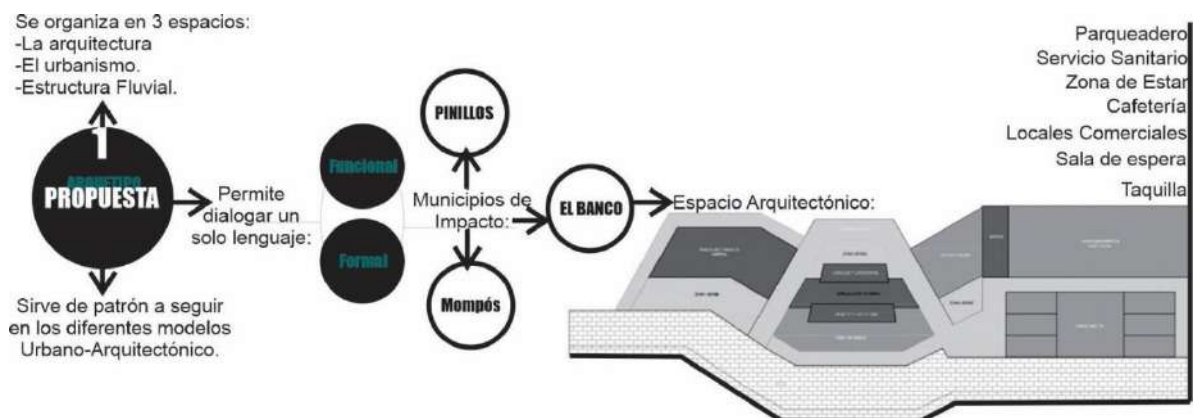 Se organiza en 3 espacios:
-La arquitectura
-El urbanismo.
-Estructura Fluvial.
1
ARQUETIPO
PROPUESTA
Permite
dialogar un
solo lenguaje:
Sirve de patrón a seguir
en los diferentes modelos
Urbano-Arquitectónico.
Funcional
Formal
PINILLOS
Municipios de
Impacto:
Mompós
EL BANCO
Espacio Arquitectónico:
Parqueadero
Servicio Sanitario
Zona de Estar
Cafetería
Locales Comerciales
Sala de espera
Taquilla